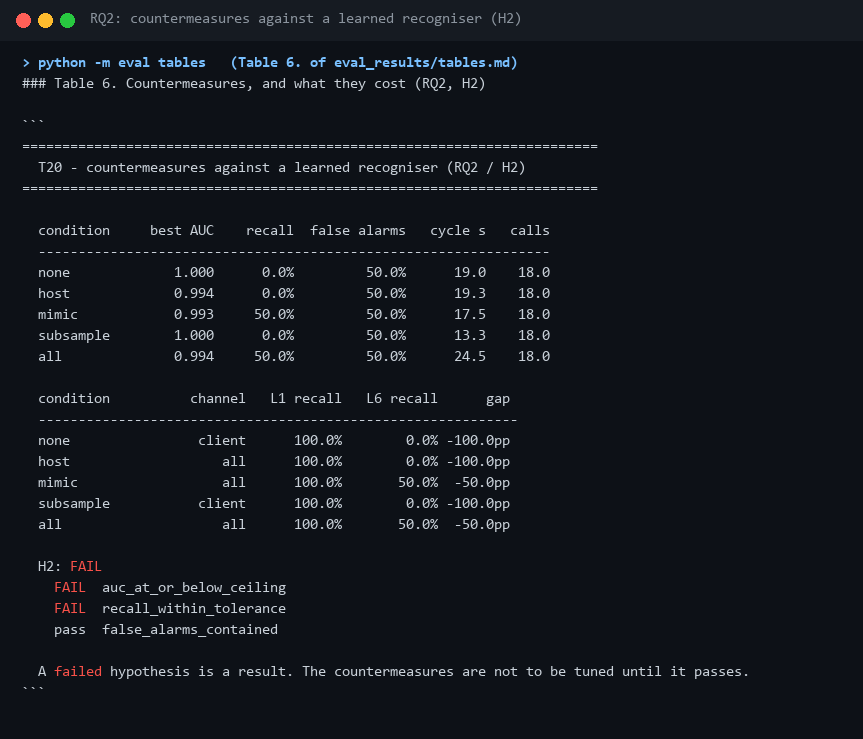 RQ2: countermeasures against a learned recogniser (H2)
> python -m eval tables   (Table 6. of eval_results/tables.md)
### Table 6. Countermeasures, and what they cost (RQ2, H2)
```
========================================================================
  T20 - countermeasures against a learned recogniser (RQ2 / H2)
========================================================================
  condition     best AUC    recall  false alarms   cycle s   calls
  ----------------------------------------------------------------
  none             1.000      0.0%         50.0%      19.0    18.0
  host             0.994      0.0%         50.0%      19.3    18.0
  mimic            0.993     50.0%         50.0%      17.5    18.0
  subsample        1.000      0.0%         50.0%      13.3    18.0
  all              0.994     50.0%         50.0%      24.5    18.0
  condition          channel   L1 recall   L6 recall      gap
  ------------------------------------------------------------
  none                client      100.0%        0.0% -100.0pp
  host                   all      100.0%        0.0% -100.0pp
  mimic                  all      100.0%       50.0%  -50.0pp
  subsample           client      100.0%        0.0% -100.0pp
  all                    all      100.0%       50.0%  -50.0pp
  H2: FAIL
    FAIL  auc_at_or_below_ceiling
    FAIL  recall_within_tolerance
    pass  false_alarms_contained
  A failed hypothesis is a result. The countermeasures are not to be tuned until it passes.
```